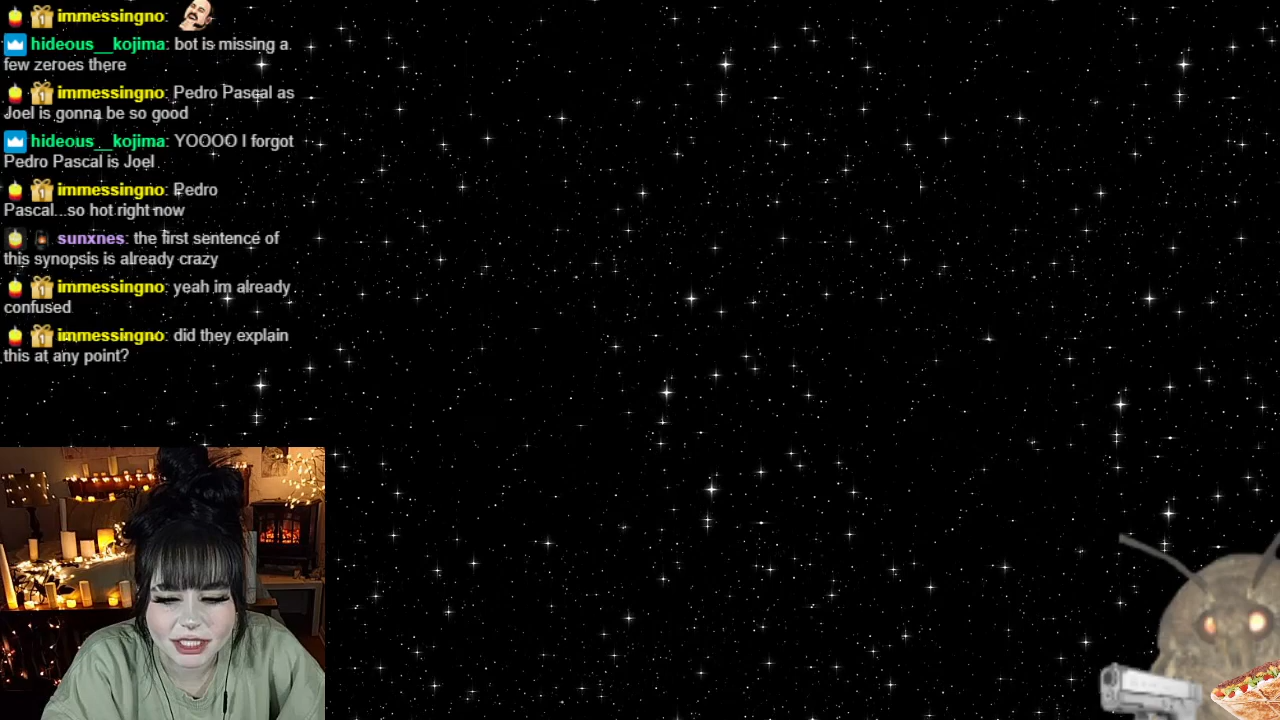 immessingno:
hideous__kojima: bot is missing a
few zeroes there
immessingno: Pedro Pascal as
Joel is gonna be so good
hideous__kojima: YOOOO I forgot
Pedro Pascal is Joel
immessingno: Pedro
Pascal...so hot right now
sunxnes: the first sentence of
this synopsis is already crazy
immessingno: yeah im already
confused
immessingno: did they explain
this at any point?